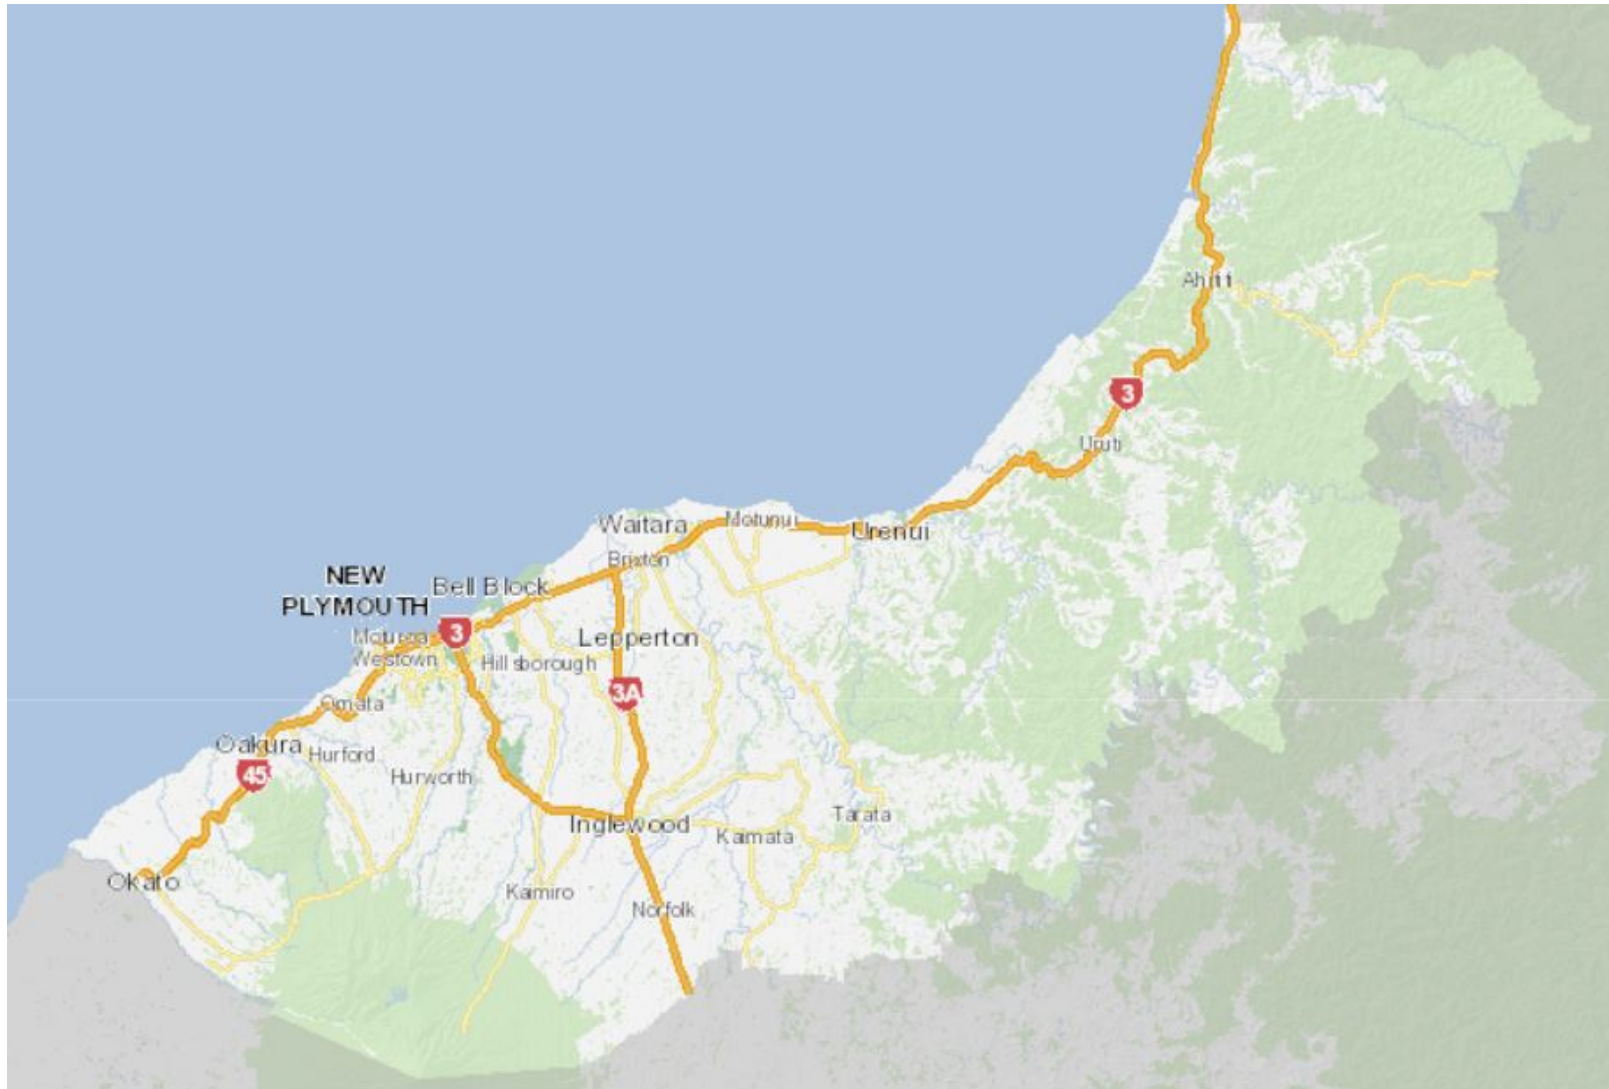 Ahititi
3
Uruti
Waitara
Motunui
Urenui
Brixton
NEW
PLYMOUTH
Bell Block
3
Moturoa
Westown
Lepperton
Hillsborough
3A
Omata
Oakura
Hurford
45
Hurworth
Inglewood
Kaimata
Tarata
Okato
Kaimiro
Norfolk